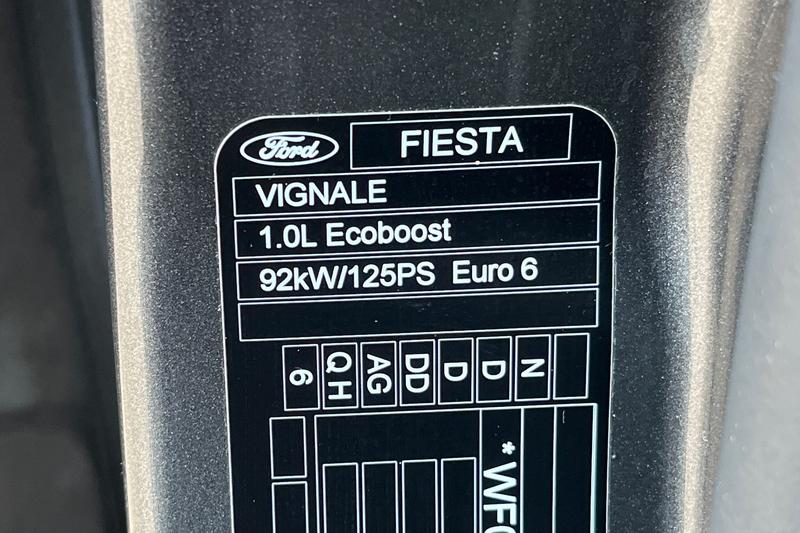 Ford FIESTA
VIGNALE
1.0L Ecoboost
92kW/125PS Euro 6
6 QH AG DD D D N
*WF